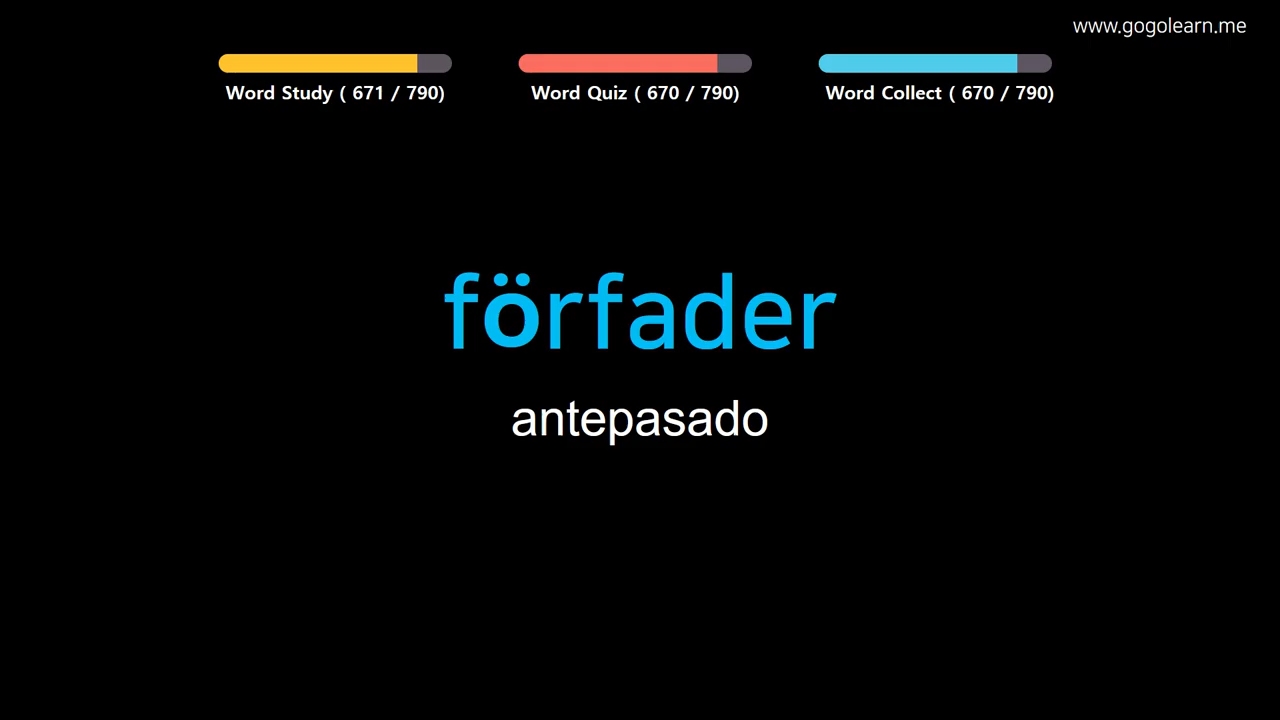 www.gogolearn.me
Word Study ( 671 / 790)
Word Quiz ( 670 / 790)
Word Collect ( 670 / 790)
förfader
antepasado